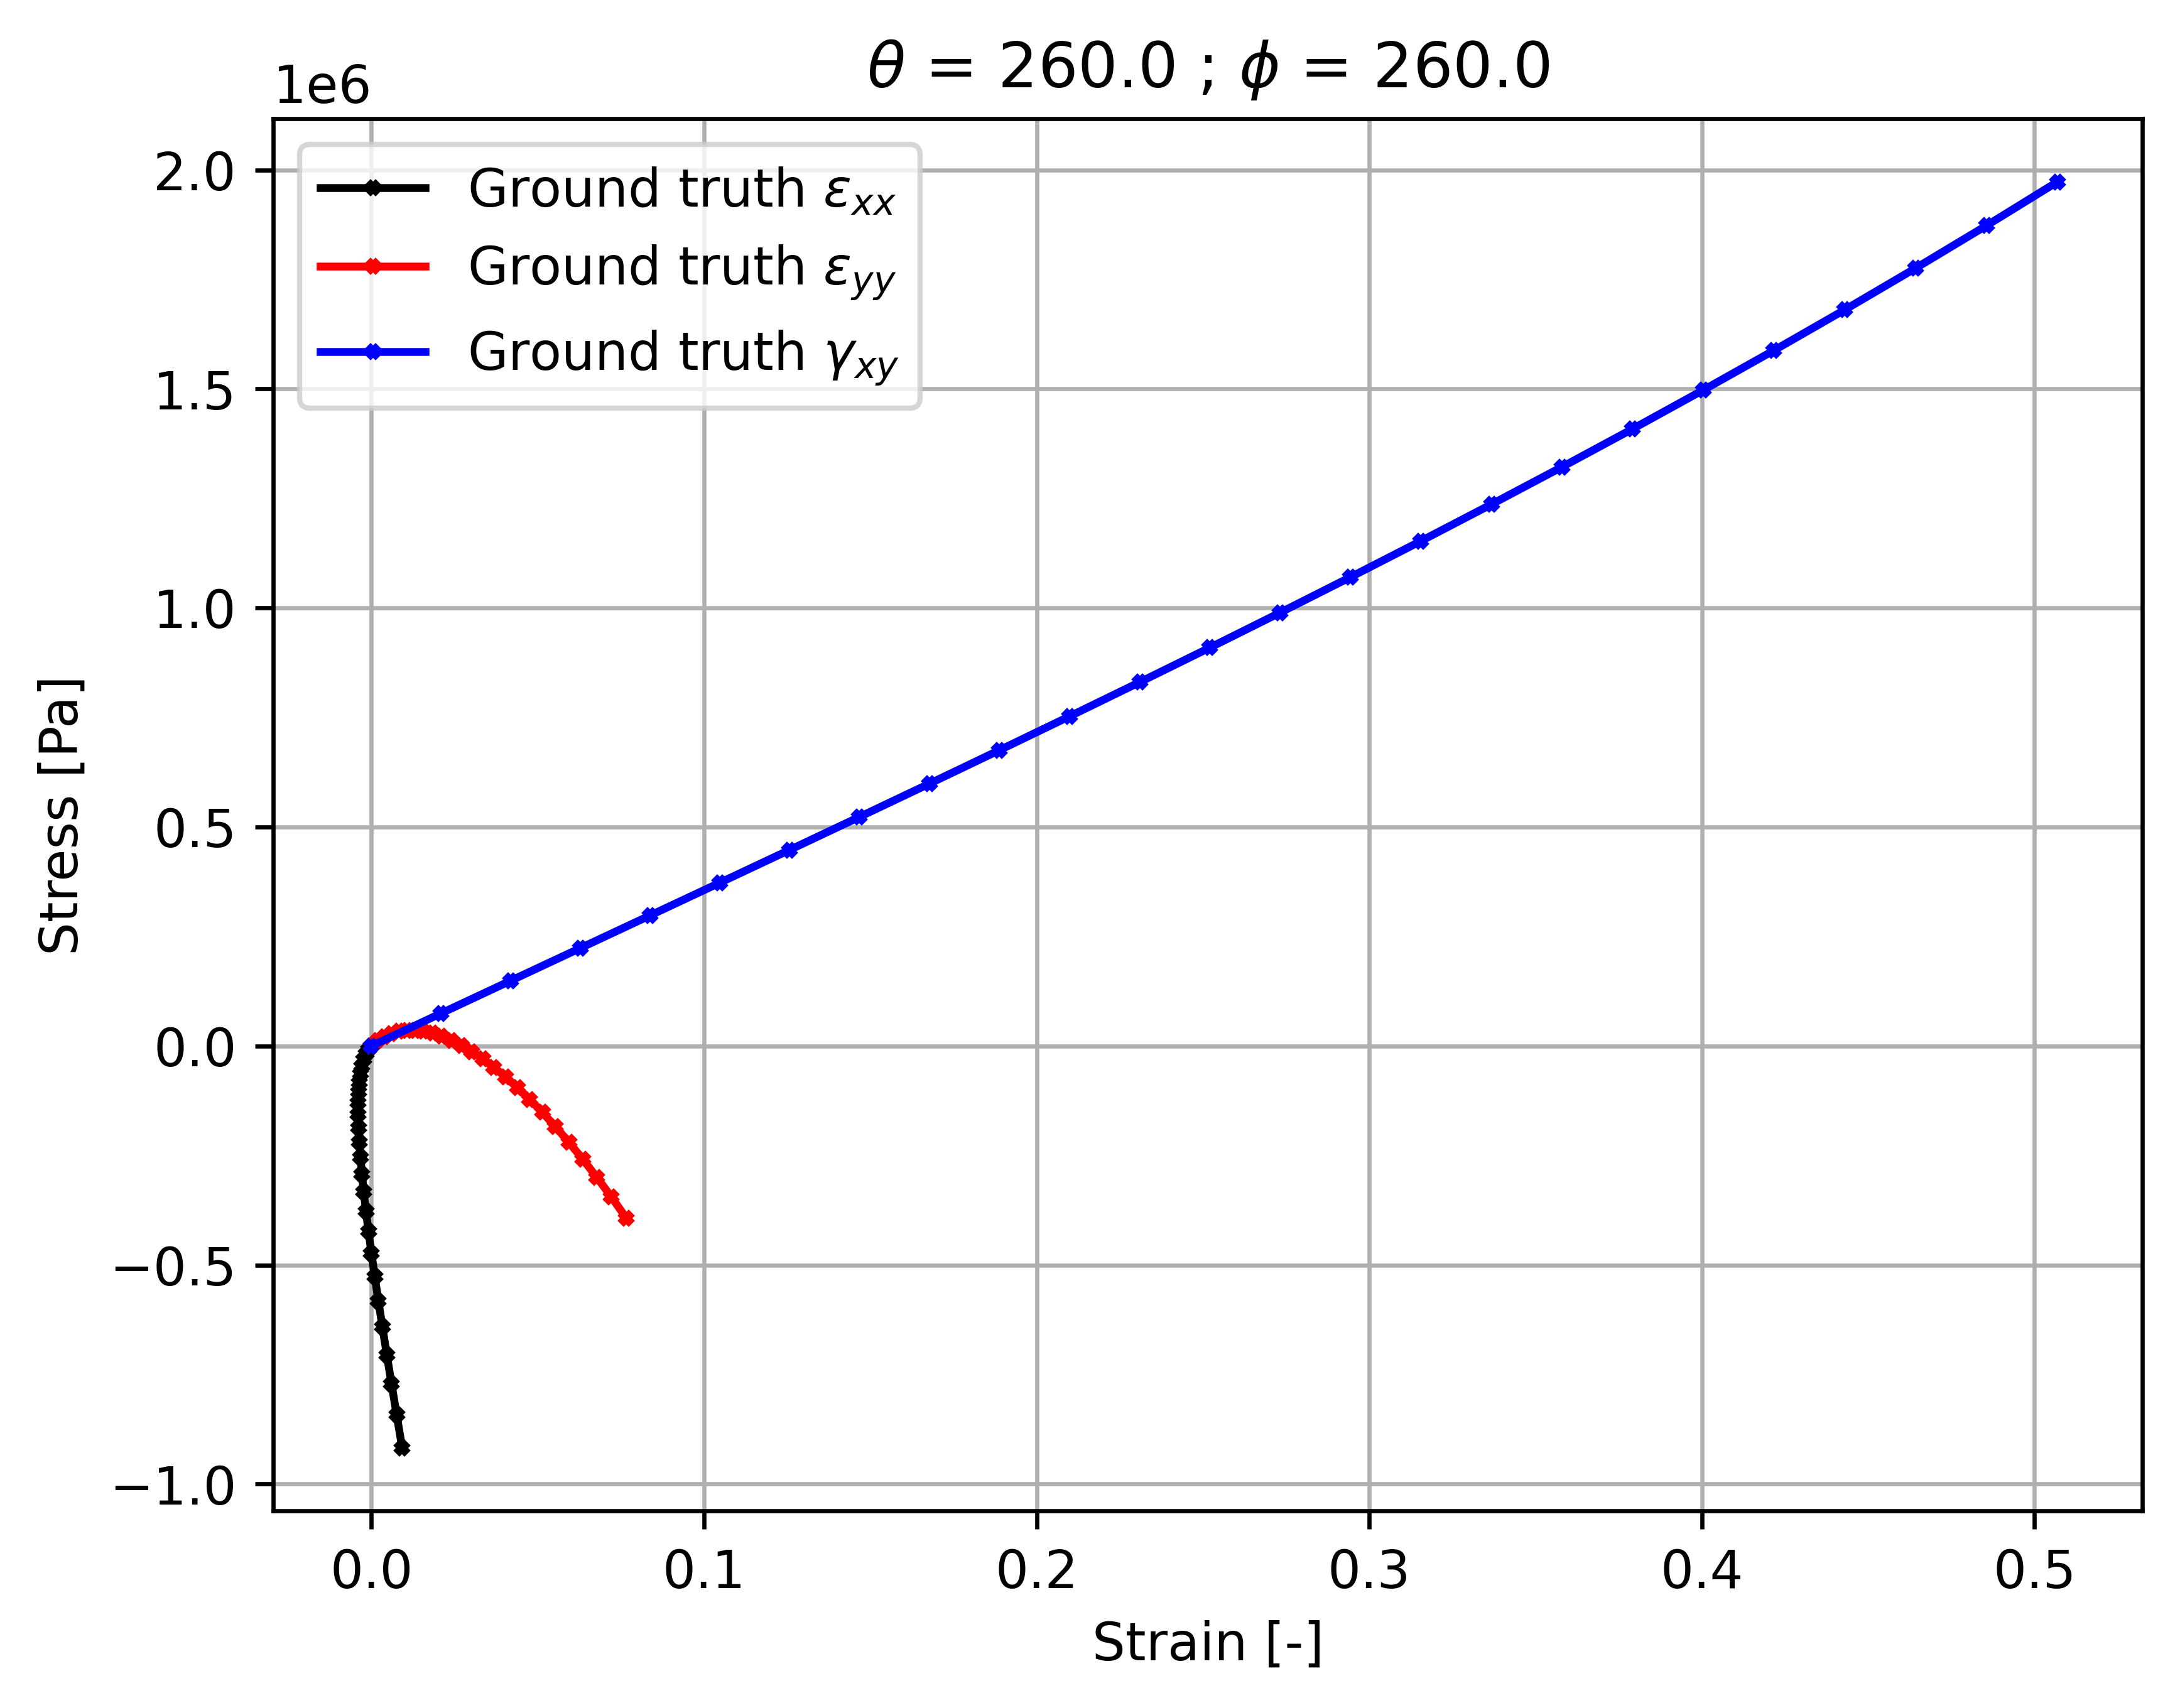 θ = 260.0 ; ϕ = 260.0
1e6
2.0
1.5
1.0
0.5
0.0
−0.5
−1.0
Stress [Pa]
Ground truth εxx
Ground truth εyy
Ground truth γxy
0.0 0.1 0.2 0.3 0.4 0.5
Strain [-]